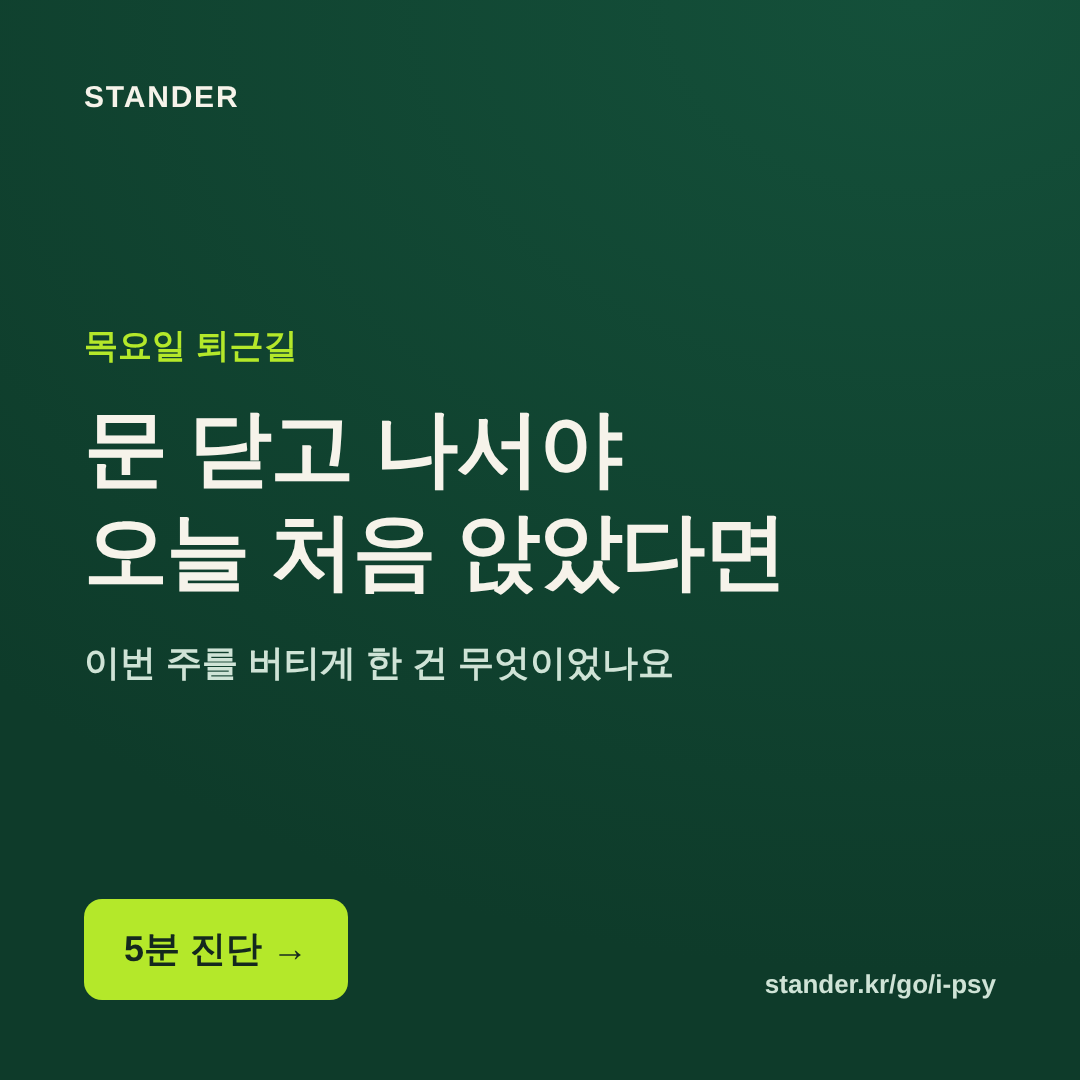 STANDER
목요일 퇴근길
문 닫고 나서야
오늘 처음 앉았다면
이번 주를 버티게 한 건 무엇이었나요
5분 진단 →
stander.kr/go/i-psy